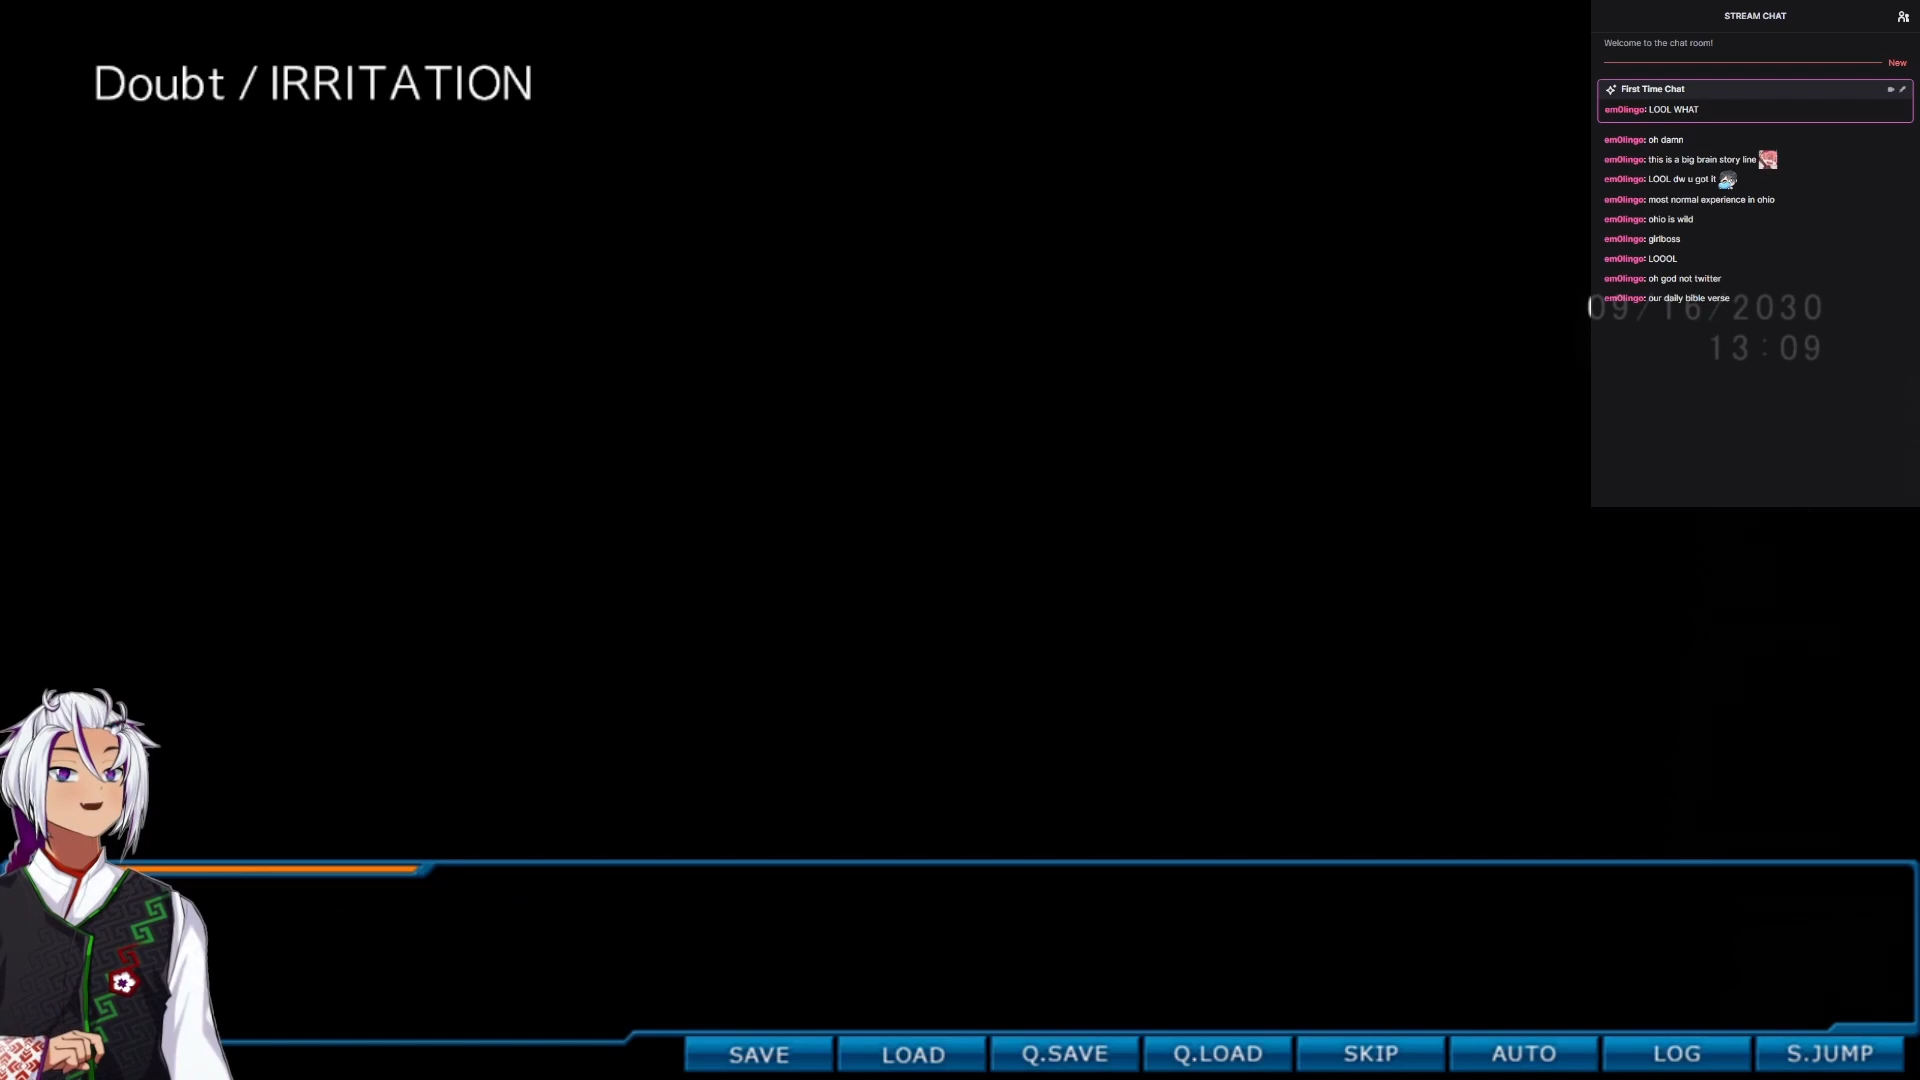 Doubt / IRRITATION
STREAM CHAT
Welcome to the chat room!
New
First Time Chat
em0lingo: LOOL WHAT
em0lingo: oh damn
em0lingo: this is a big brain story line
em0lingo: LOOL dw u got it
em0lingo: most normal experience in ohio
em0lingo: ohio is wild
em0lingo: girlboss
em0lingo: LOOOL
em0lingo: oh god not twitter
em0lingo: our daily bible verse
09/16/2030
13:09
SAVE
LOAD
Q.SAVE
Q.LOAD
SKIP
AUTO
LOG
S.JUMP